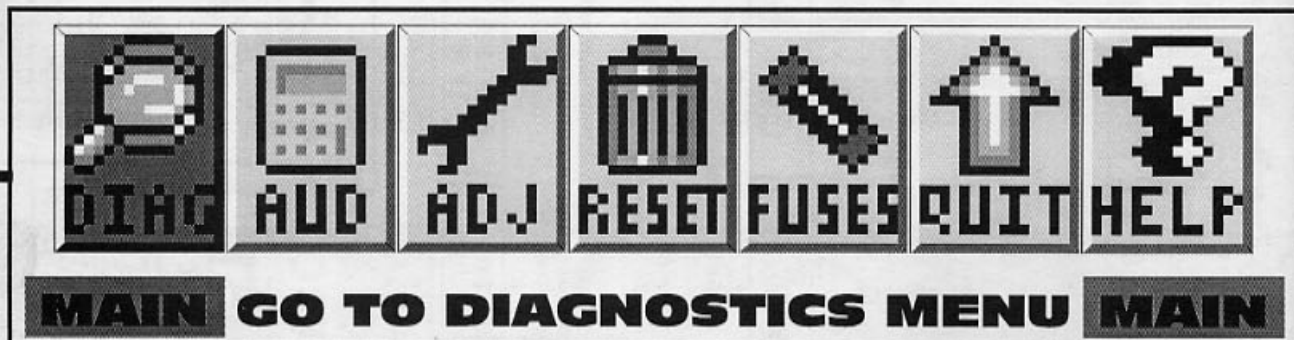 DIAG AUD ADJ RESET FUSES QUIT HELP
MAIN GO TO DIAGNOSTICS MENU MAIN